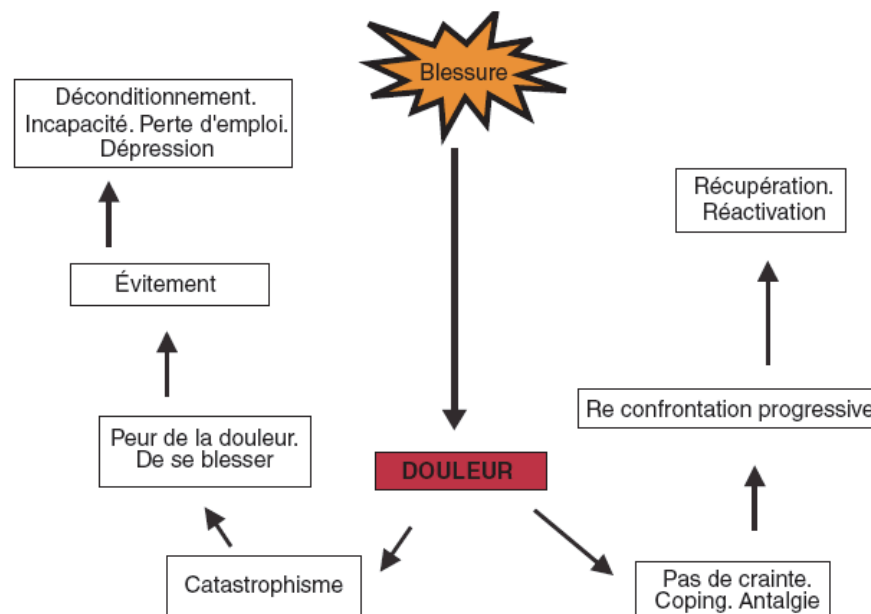 Blessure
Déconditionnement.
Incapacité. Perte d'emploi.
Dépression
Récupération.
Réactivation
Évitement
Re confrontation progressive
Peur de la douleur.
De se blesser
DOULEUR
Catastrophisme
Pas de crainte.
Coping. Antalgie